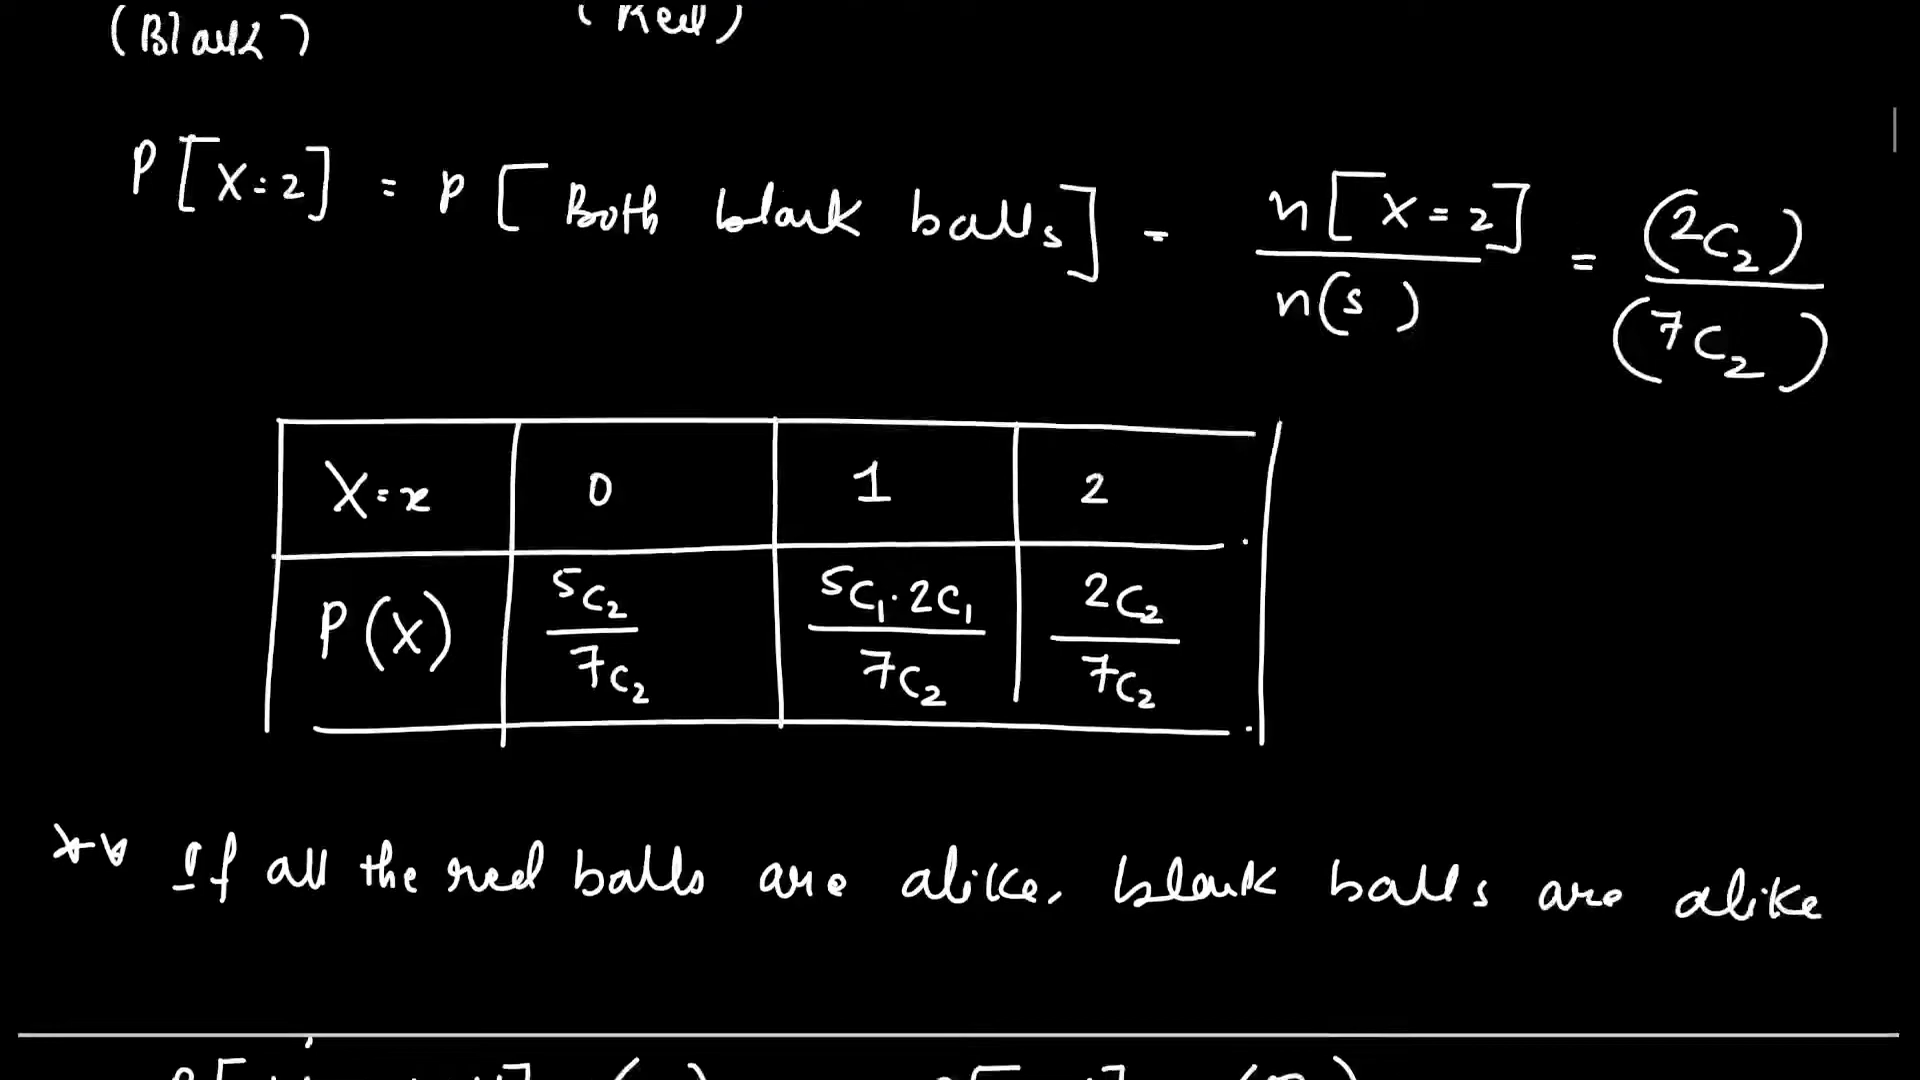 (Black) (Red)
P[X=2] = P[Both black balls] = n[X=2]/n(s) = (2C₂)/(7C₂)
X=x 0 1 2
P(X) 5C₂/7C₂ 5C₁·2C₁/7C₂ 2C₂/7C₂
** If all the red balls are alike, black balls are alike